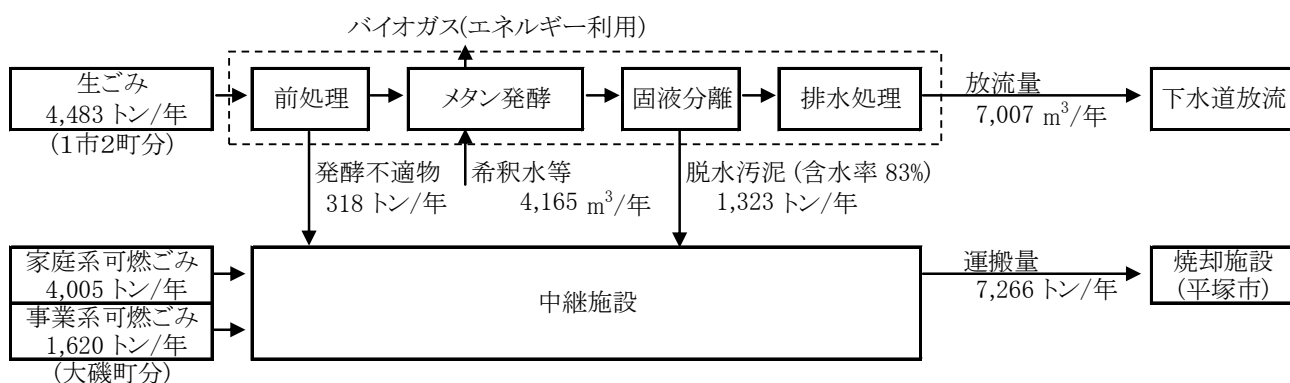 バイオガス(エネルギー利用)
生ごみ
4,483 トン/年
(1市2町分)
前処理
メタン発酵
固液分離
排水処理
放流量
7,007 m³/年
下水道放流
発酵不適物
318 トン/年
希釈水等
4,165 m³/年
脱水汚泥 (含水率 83%)
1,323 トン/年
家庭系可燃ごみ
4,005 トン/年
事業系可燃ごみ
1,620 トン/年
(大磯町分)
中継施設
運搬量
7,266 トン/年
焼却施設
(平塚市)